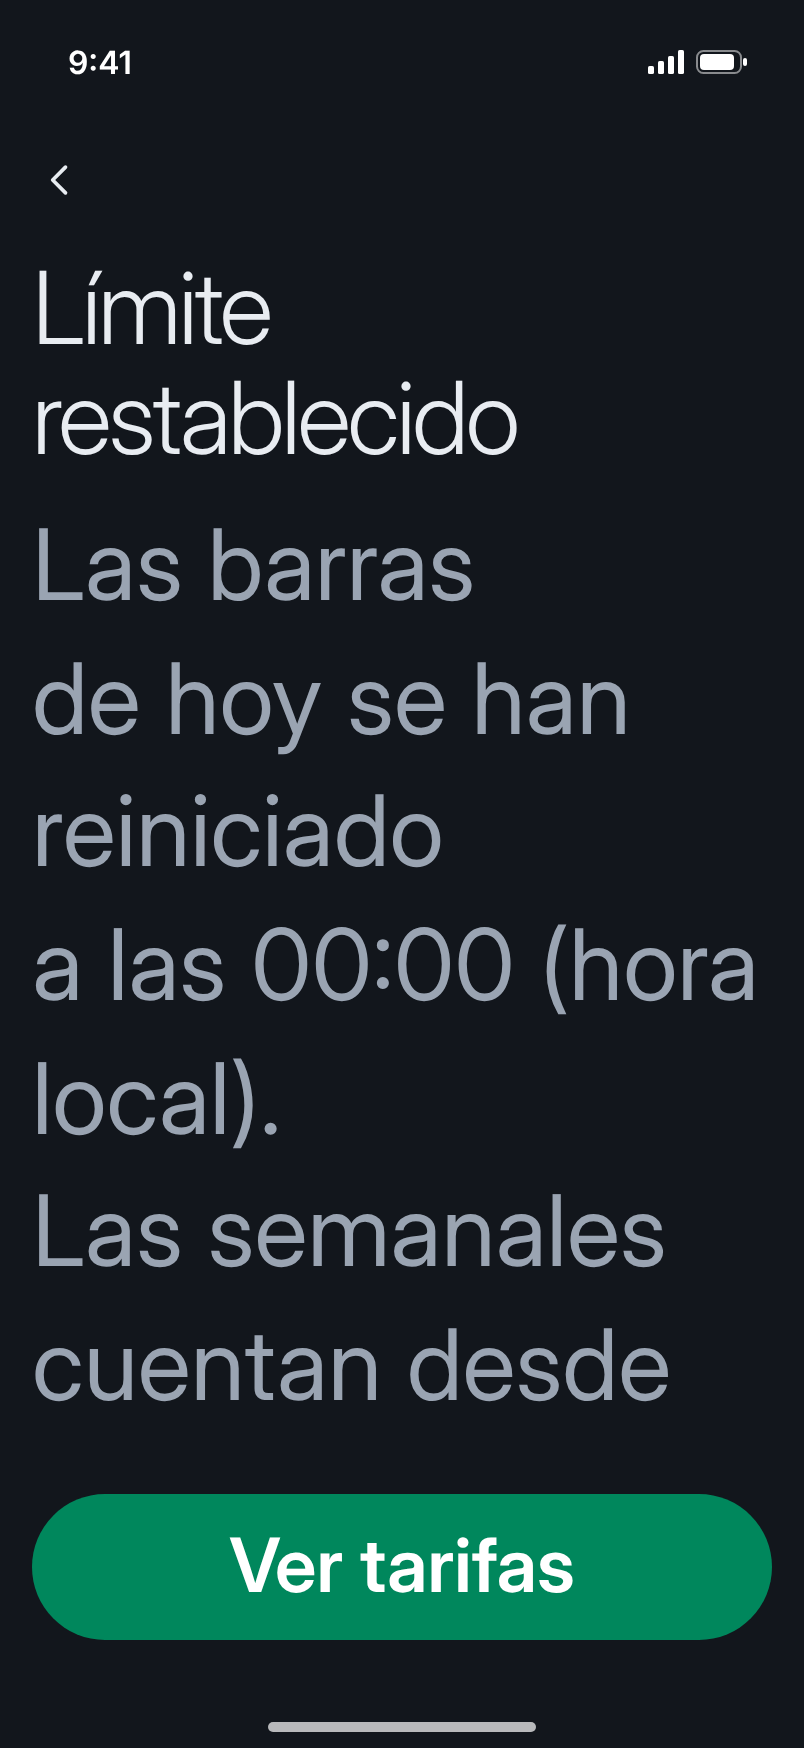 9:41
Límite
restablecido
Las barras
de hoy se han
reiniciado
a las 00:00 (hora
local).
Las semanales
cuentan desde
Ver tarifas